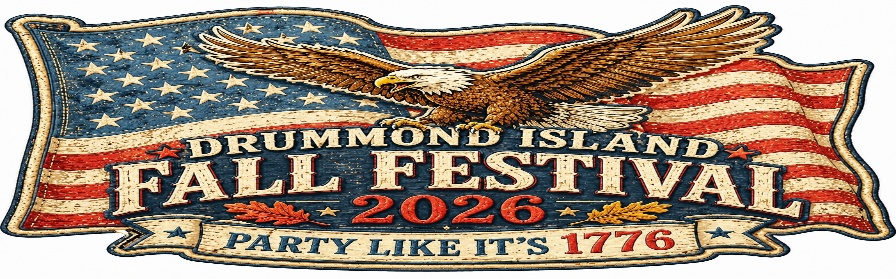 DRUMMOND ISLAND
FALL FESTIVAL
2026
PARTY LIKE IT'S 1776